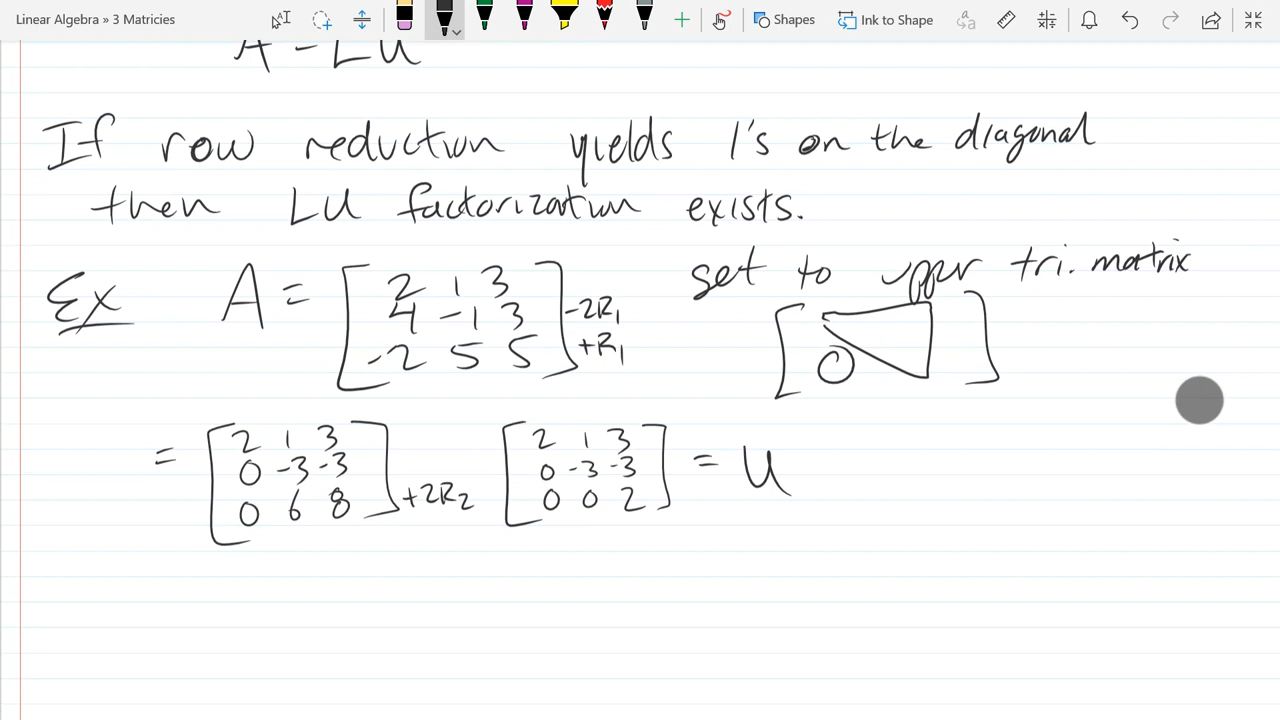 Linear Algebra » 3 Matricies
Shapes
Ink to Shape
A = LU
If row reduction yields 1's on the diagonal
then LU factorization exists.
set to upper tri. matrix
Ex A = [2 1 3
4 -1 3 -2R1
-2 5 5] +R1
[0]
= [2 1 3
0 -3 -3
0 6 8] +2R2
[2 1 3
0 -3 -3
0 0 2] = U